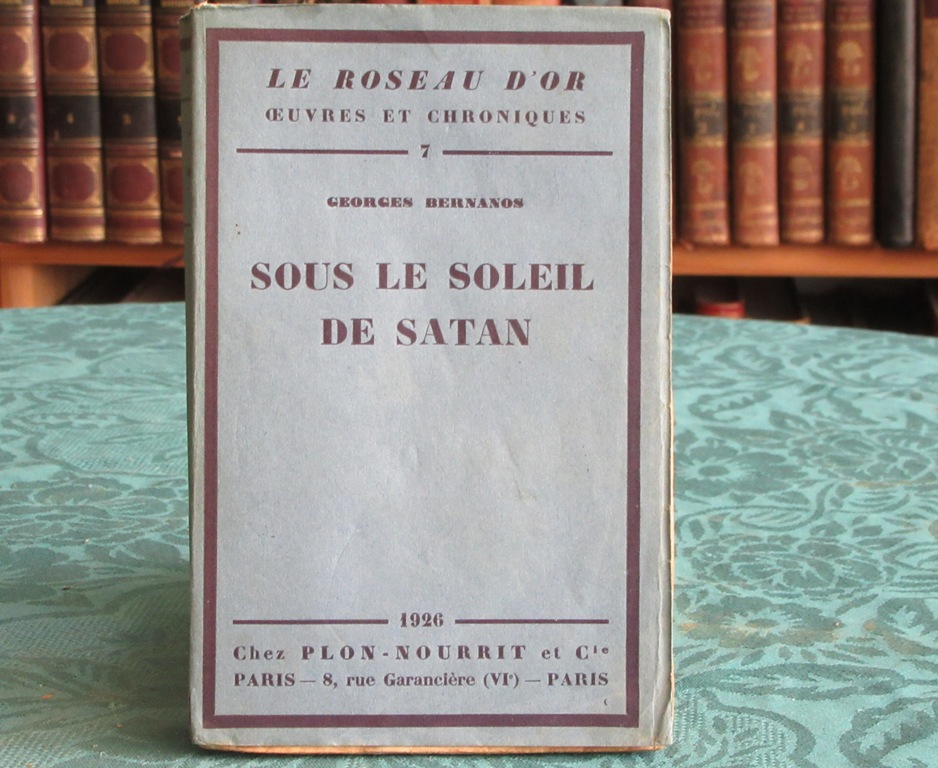 LE ROSEAU D'OR
ŒUVRES ET CHRONIQUES
7
GEORGES BERNANOS
SOUS LE SOLEIL
DE SATAN
1926
Chez PLON-NOURRIT et Cⁱᵉ
PARIS — 8, rue Garancière (VIᵉ) — PARIS